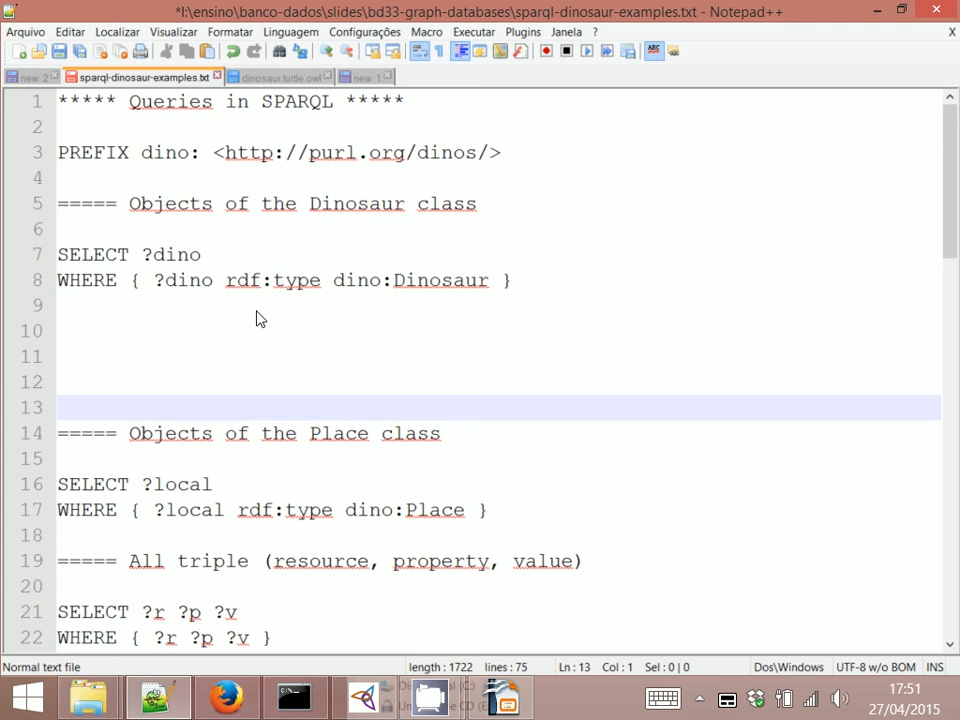 *I:\ensino\banco-dados\slides\bd33-graph-databases\sparql-dinosaur-examples.txt - Notepad++
Arquivo Editar Localizar Visualizar Formatar Linguagem Configurações Macro Executar Plugins Janela ? X
new 2 sparql-dinosaur-examples.txt dinosaur.turtle.owl new 1
1 ***** Queries in SPARQL *****
2
3 PREFIX dino: <http://purl.org/dinos/>
4
5 ===== Objects of the Dinosaur class
6
7 SELECT ?dino
8 WHERE { ?dino rdf:type dino:Dinosaur }
9
10
11
12
13
14 ===== Objects of the Place class
15
16 SELECT ?local
17 WHERE { ?local rdf:type dino:Place }
18
19 ===== All triple (resource, property, value)
20
21 SELECT ?r ?p ?v
22 WHERE { ?r ?p ?v }
Normal text file length : 1722 lines : 75 Ln : 13 Col : 1 Sel : 0 | 0 Dos\Windows UTF-8 w/o BOM INS
17:51
27/04/2015